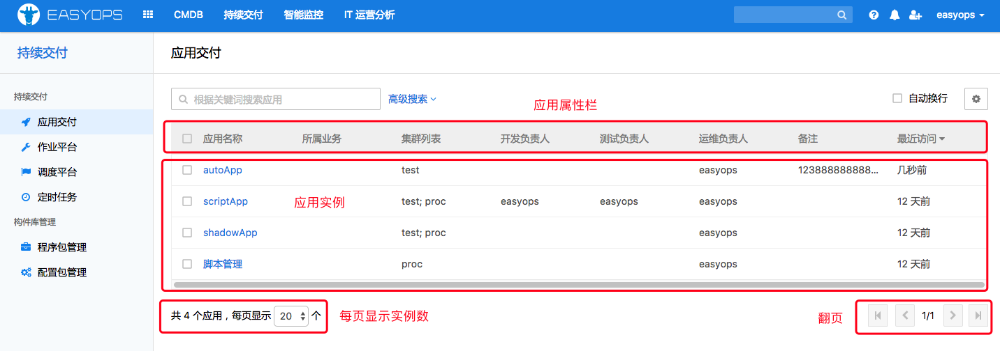 EASYOPS CMDB 持续交付 智能监控 IT 运营分析 easyops
持续交付
应用交付
持续交付
应用交付
作业平台
调度平台
定时任务
构件库管理
程序包管理
配置包管理
根据关键词搜索应用 高级搜索 自动换行
应用属性栏
应用名称 所属业务 集群列表 开发负责人 测试负责人 运维负责人 备注 最近访问
autoApp test easyops 123888888888... 几秒前
scriptApp test; proc easyops easyops easyops 12 天前
应用实例
shadowApp test; proc easyops 12 天前
脚本管理 proc easyops 12 天前
共 4 个应用，每页显示 20 个 每页显示实例数 翻页 1/1